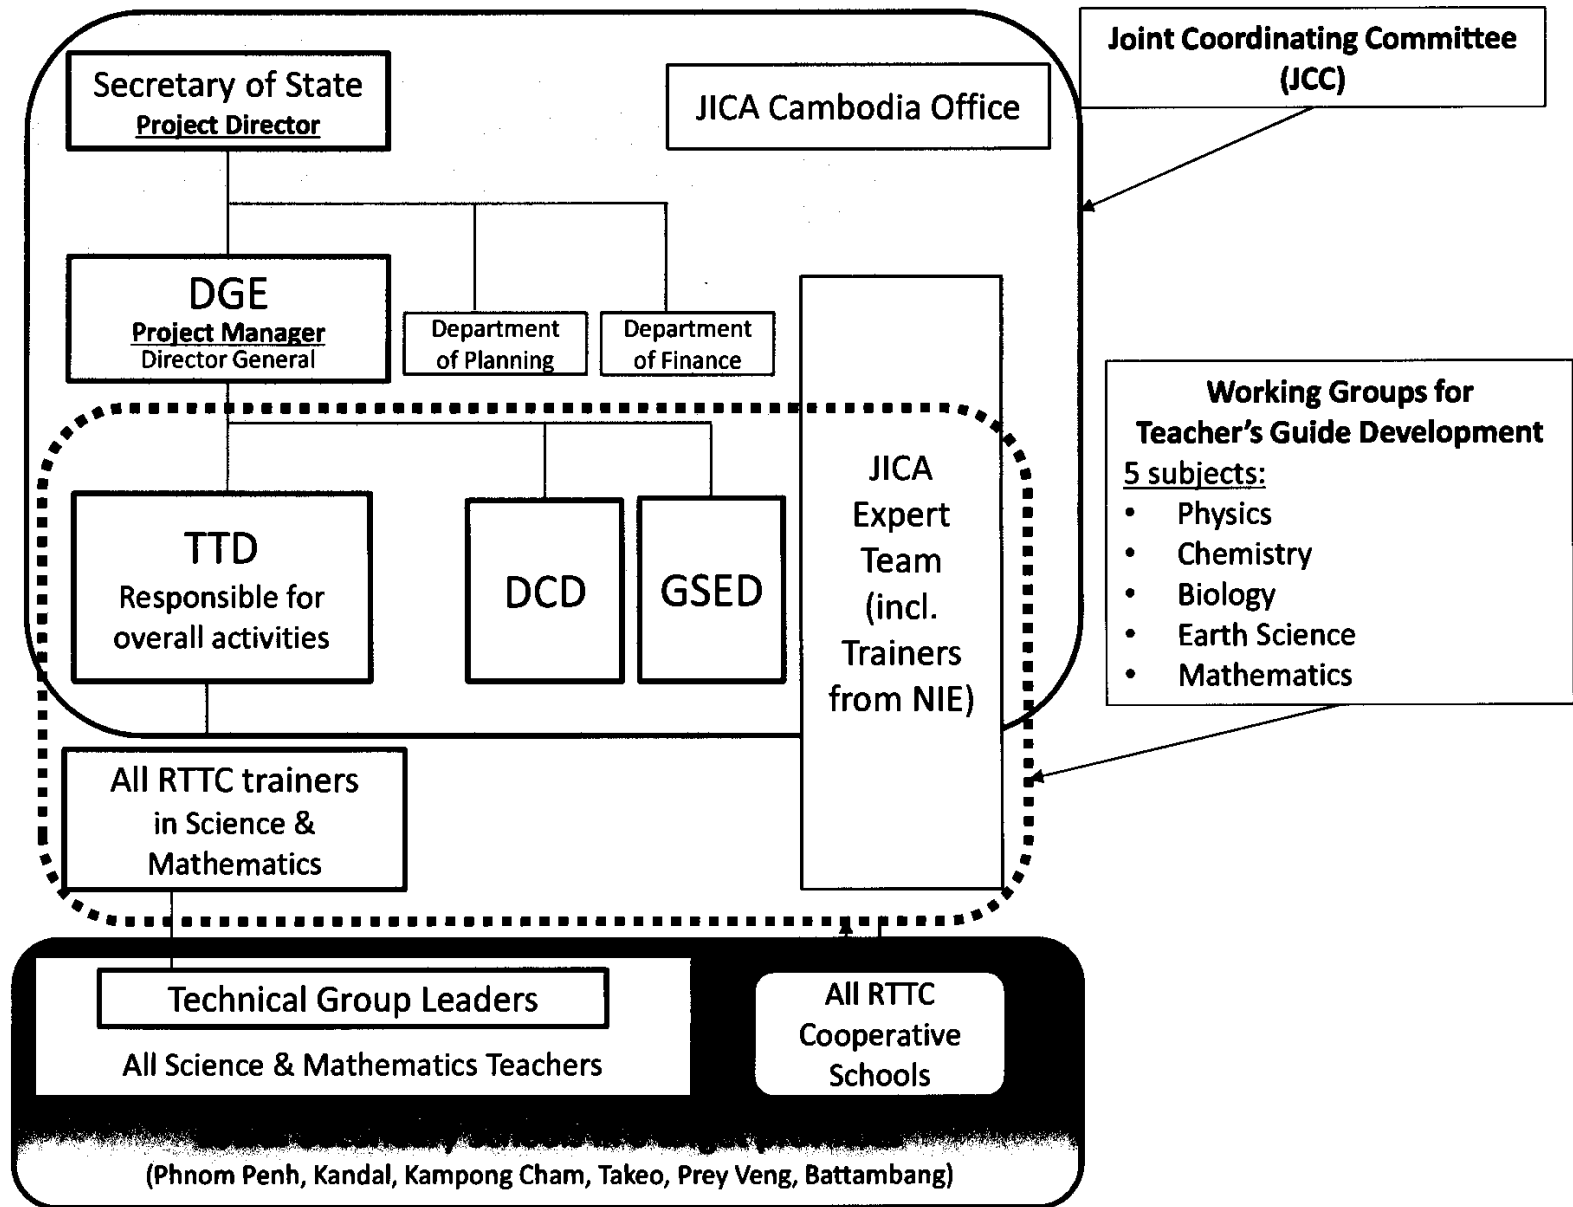 Joint Coordinating Committee
(JCC)
Secretary of State
Project Director
JICA Cambodia Office
DGE
Project Manager
Director General
Department
of Planning
Department
of Finance
Working Groups for
Teacher's Guide Development
5 subjects:
• Physics
• Chemistry
• Biology
• Earth Science
• Mathematics
JICA
Expert
Team
(incl.
Trainers
from NIE)
TTD
Responsible for
overall activities
DCD
GSED
All RTTC trainers
in Science &
Mathematics
Technical Group Leaders
All Science & Mathematics Teachers
All RTTC
Cooperative
Schools
(Phnom Penh, Kandal, Kampong Cham, Takeo, Prey Veng, Battambang)